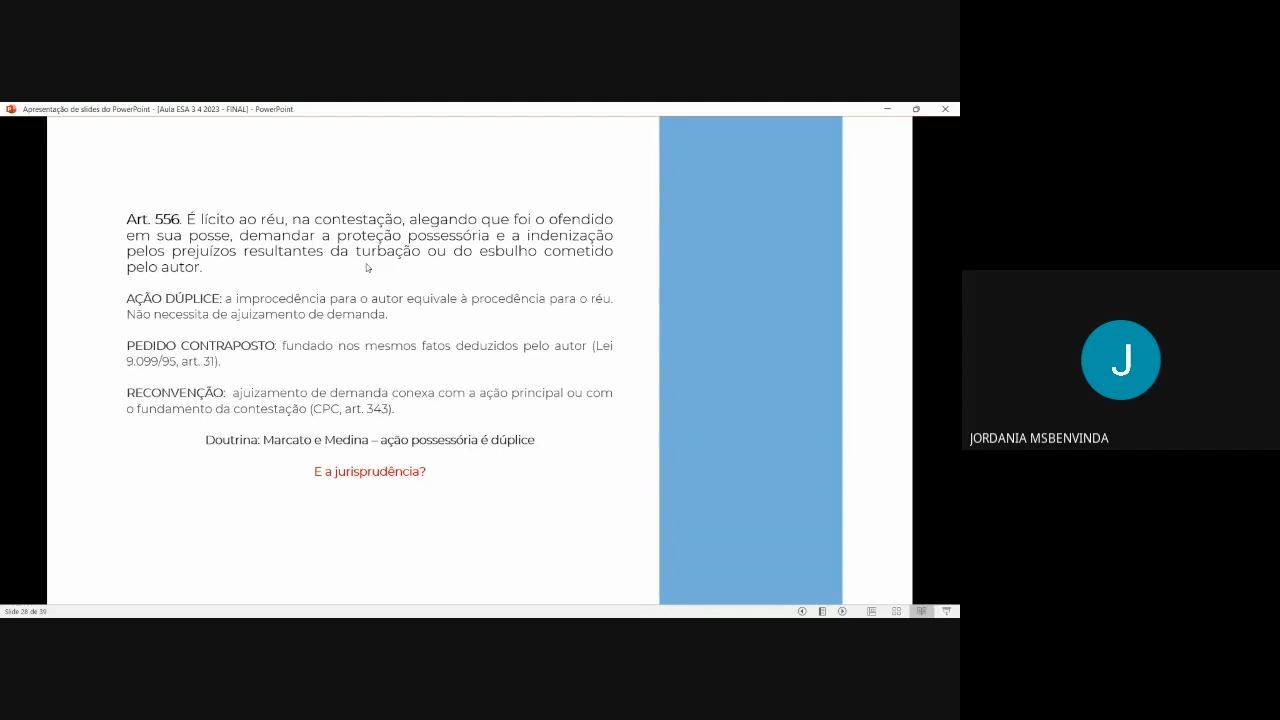 Apresentação de slides do PowerPoint - [Aula ESA 3 4 2023 - FINAL] - PowerPoint
Art. 556. É lícito ao réu, na contestação, alegando que foi o ofendido
em sua posse, demandar a proteção possessória e a indenização
pelos prejuízos resultantes da turbação ou do esbulho cometido
pelo autor.
AÇÃO DÚPLICE: a improcedência para o autor equivale à procedência para o réu.
Não necessita de ajuizamento de demanda.
PEDIDO CONTRAPOSTO: fundado nos mesmos fatos deduzidos pelo autor (Lei
9.099/95, art. 31).
RECONVENÇÃO: ajuizamento de demanda conexa com a ação principal ou com
o fundamento da contestação (CPC, art. 343).
Doutrina: Marcato e Medina – ação possessória é dúplice
E a jurisprudência?
Slide 28 de 39
J
JORDANIA MSBENVINDA